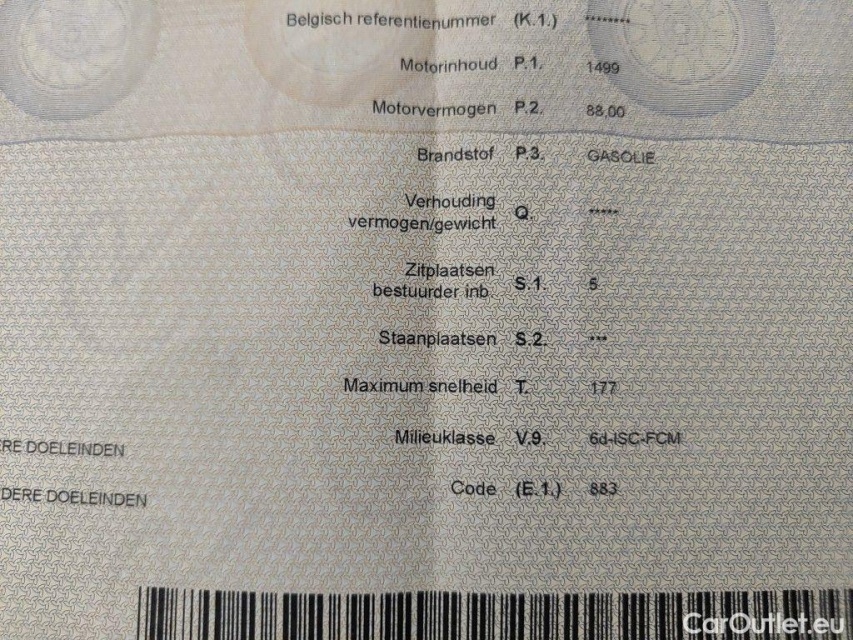 Belgisch referentienummer (K.1.) ********
Motorinhoud P.1. 1499
Motorvermogen P.2. 88,00
Brandstof P.3. GASOLIE
Verhouding
vermogen/gewicht Q. *****
Zitplaatsen
bestuurder inb. S.1. 5
Staanplaatsen S.2. ***
Maximum snelheid T. 177
Milieuklasse V.9. 6d-ISC-FCM
ERE DOELEINDEN
Code (E.1.) 883
DERE DOELEINDEN
CarOutlet.eu